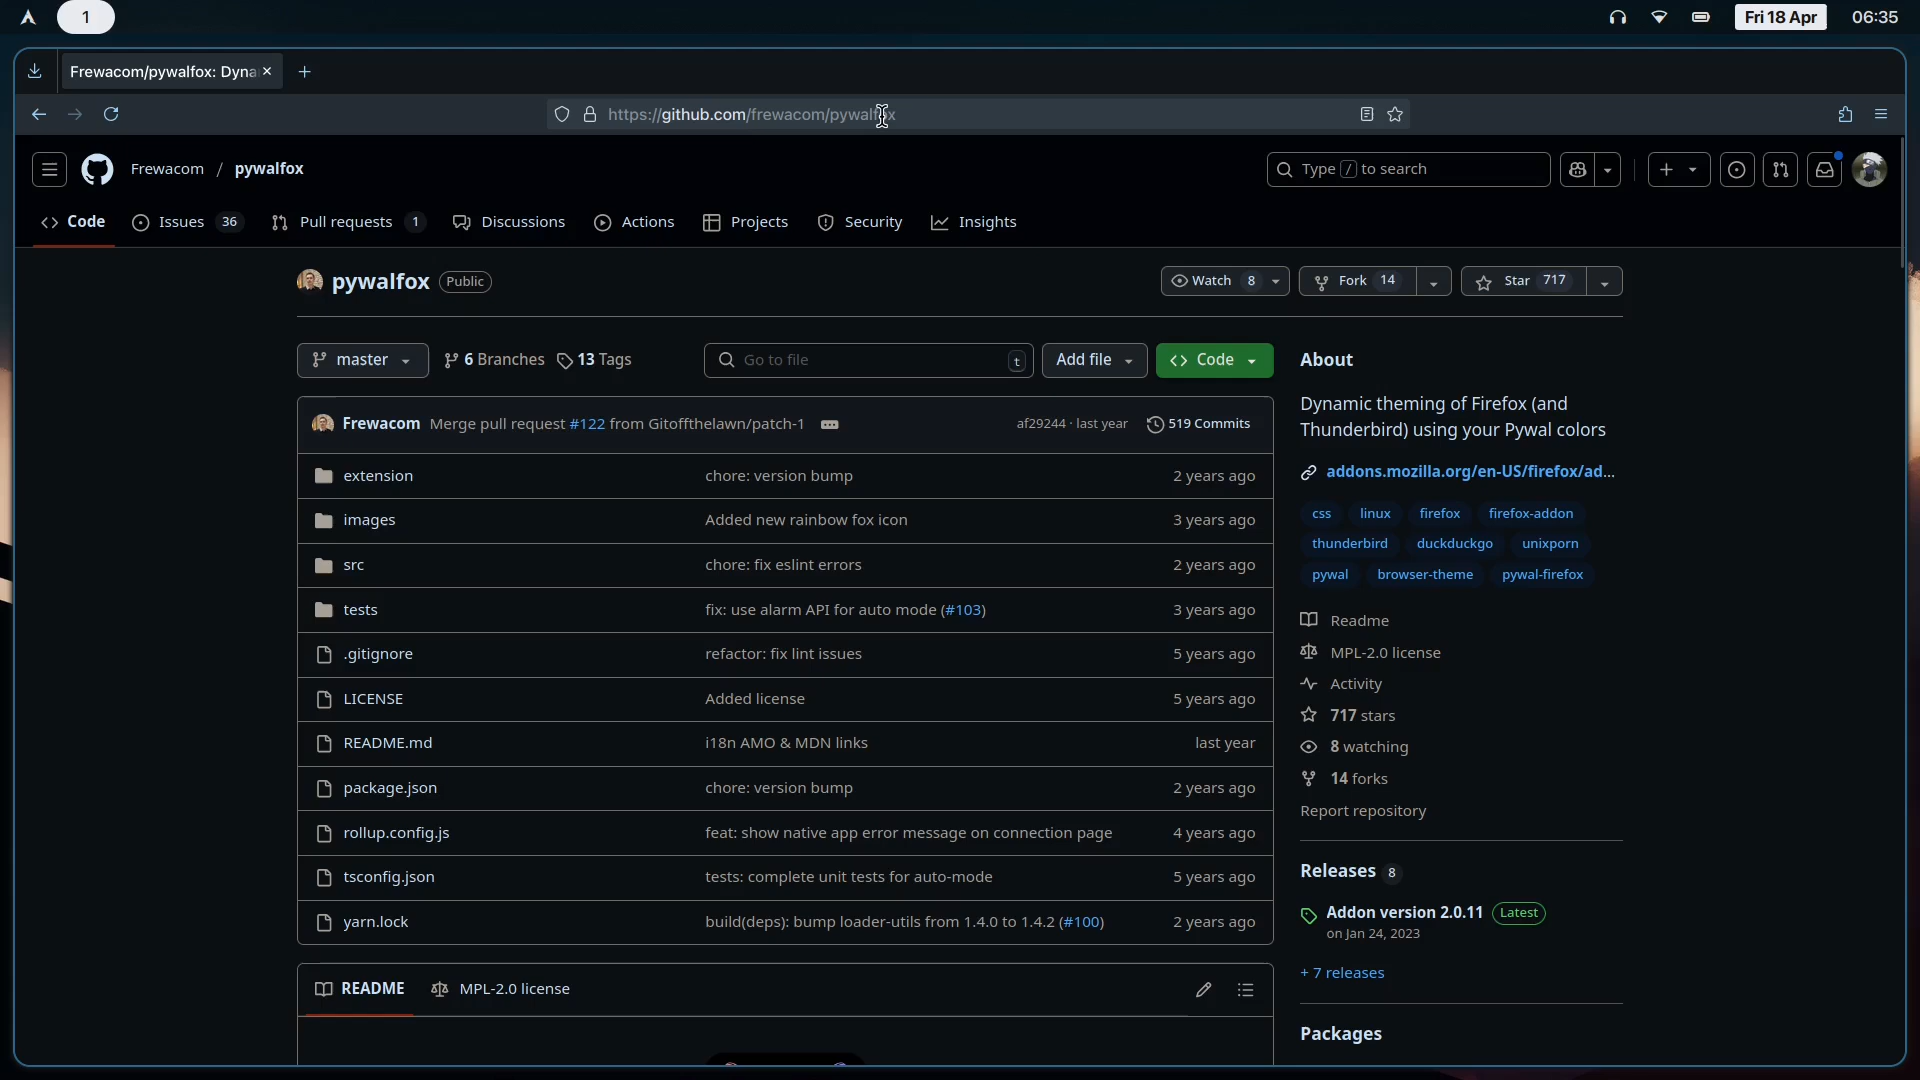 1
Fri 18 Apr
06:35
Frewacom/pywalfox: Dyna
https://github.com/frewacom/pywalfox
Frewacom / pywalfox
Type / to search
Code
Issues 36
Pull requests 1
Discussions
Actions
Projects
Security
Insights
pywalfox Public
Watch 8
Fork 14
Star 717
master
6 Branches
13 Tags
Go to file t
Add file
Code
Frewacom Merge pull request #122 from Gitoffthelawn/patch-1
af29244 · last year
519 Commits
extension chore: version bump 2 years ago
images Added new rainbow fox icon 3 years ago
src chore: fix eslint errors 2 years ago
tests fix: use alarm API for auto mode (#103) 3 years ago
.gitignore refactor: fix lint issues 5 years ago
LICENSE Added license 5 years ago
README.md i18n AMO & MDN links last year
package.json chore: version bump 2 years ago
rollup.config.js feat: show native app error message on connection page 4 years ago
tsconfig.json tests: complete unit tests for auto-mode 5 years ago
yarn.lock build(deps): bump loader-utils from 1.4.0 to 1.4.2 (#100) 2 years ago
README
MPL-2.0 license
About
Dynamic theming of Firefox (and
Thunderbird) using your Pywal colors
addons.mozilla.org/en-US/firefox/ad...
css linux firefox firefox-addon
thunderbird duckduckgo unixporn
pywal browser-theme pywal-firefox
Readme
MPL-2.0 license
Activity
717 stars
8 watching
14 forks
Report repository
Releases 8
Addon version 2.0.11 Latest
on Jan 24, 2023
+ 7 releases
Packages